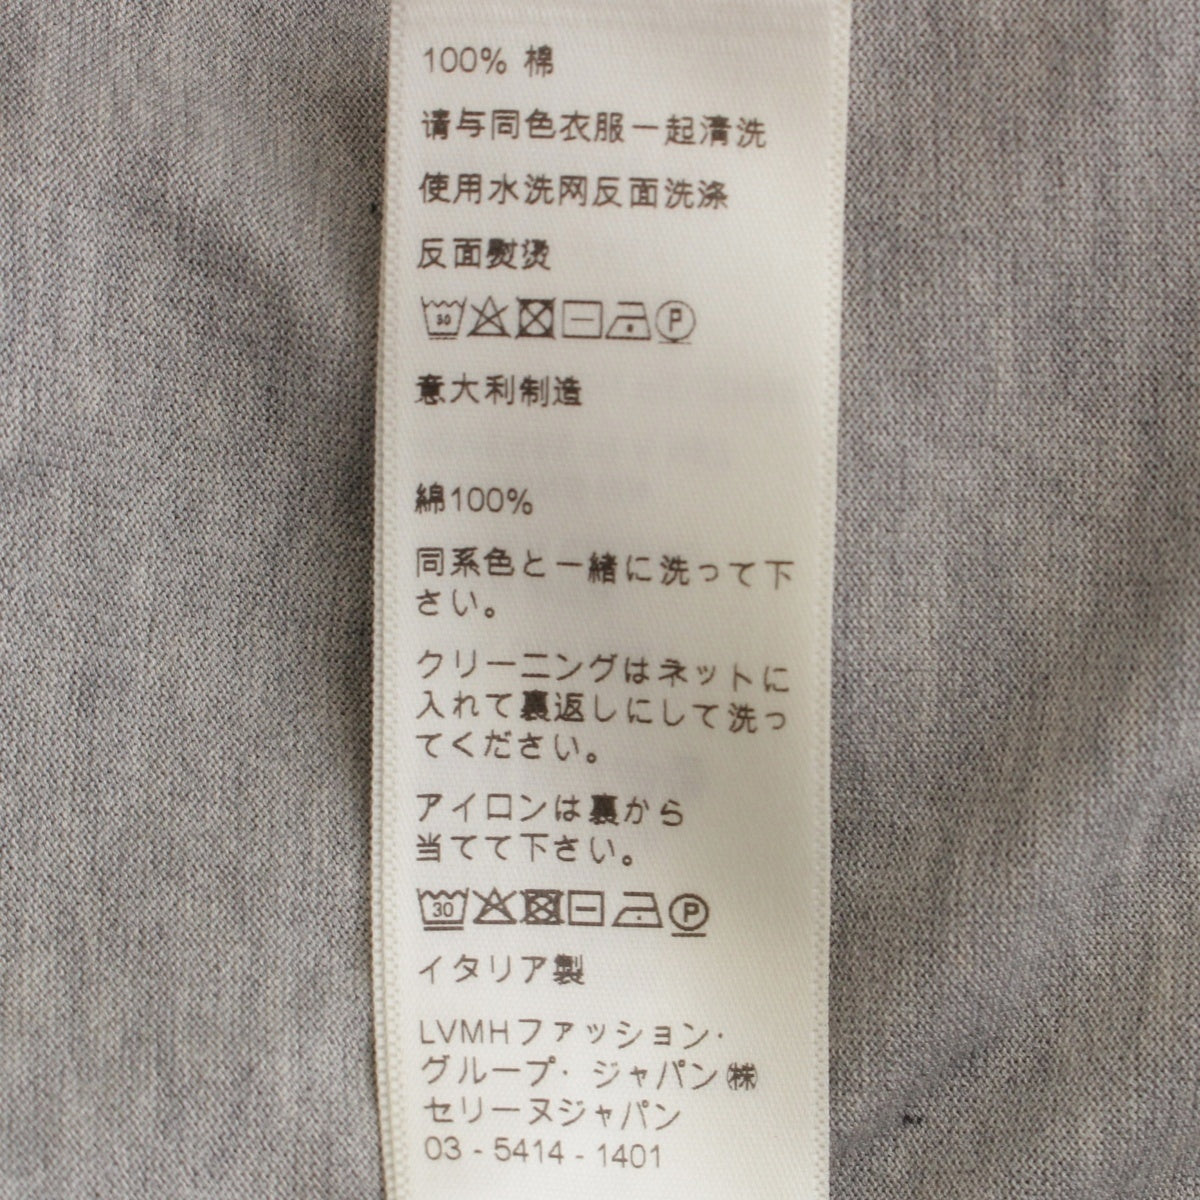 100% 棉
请与同色衣服一起清洗
使用水洗网反面洗涤
反面熨烫
30 P
意大利制造
綿100%
同系色と一緒に洗って下
さい。
クリーニングはネットに
入れて裏返しにして洗っ
てください。
アイロンは裏から
当てて下さい。
30 P
イタリア製
LVMHファッション・
グループ・ジャパン㈱
セリーヌジャパン
03 - 5414 - 1401